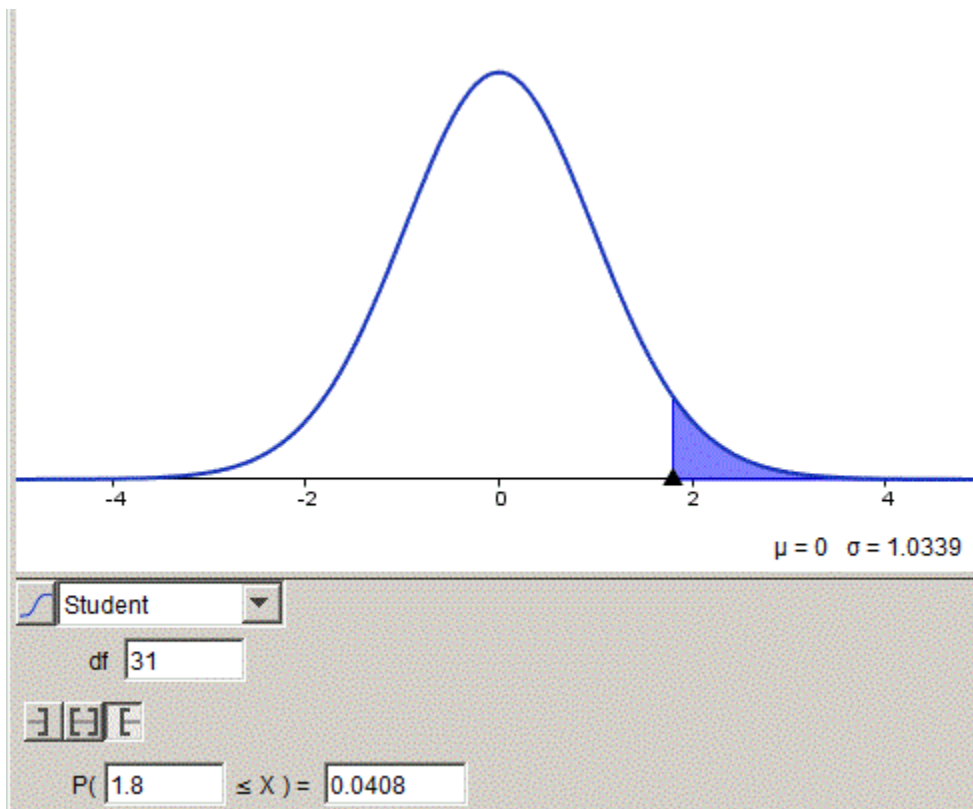 -4 -2 0 2 4
μ = 0 σ = 1.0339
Student
df 31
P( 1.8 ≤ X ) = 0.0408